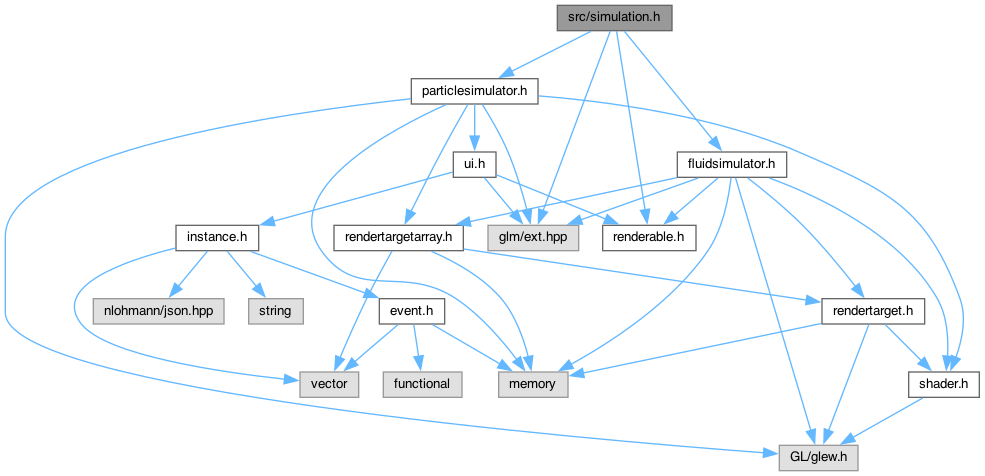 src/simulation.h
particlesimulator.h
ui.h
fluidsimulator.h
instance.h
rendertargetarray.h
glm/ext.hpp
renderable.h
nlohmann/json.hpp
string
event.h
rendertarget.h
vector
functional
memory
shader.h
GL/glew.h